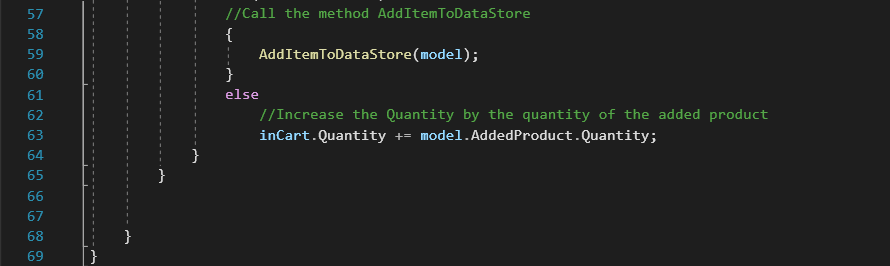 57 //Call the method AddItemToDataStore
58 {
59 AddItemToDataStore(model);
60 }
61 else
62 //Increase the Quantity by the quantity of the added product
63 inCart.Quantity += model.AddedProduct.Quantity;
64 }
65 }
66
67
68 }
69 }